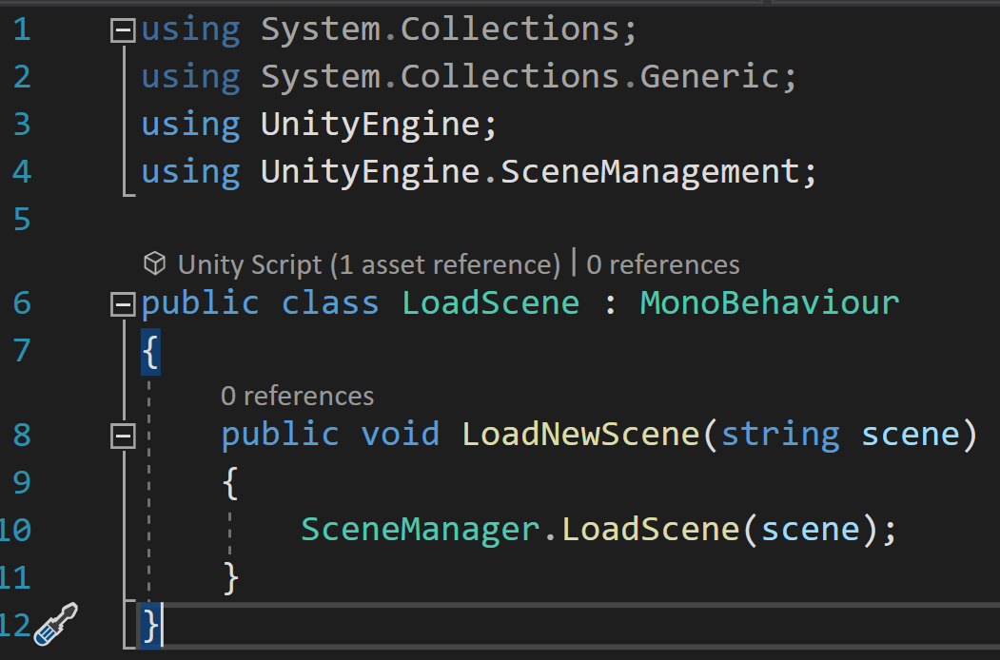 1 using System.Collections;
2 using System.Collections.Generic;
3 using UnityEngine;
4 using UnityEngine.SceneManagement;
5
Unity Script (1 asset reference) | 0 references
6 public class LoadScene : MonoBehaviour
7 {
0 references
8 public void LoadNewScene(string scene)
9 {
10 SceneManager.LoadScene(scene);
11 }
12 }